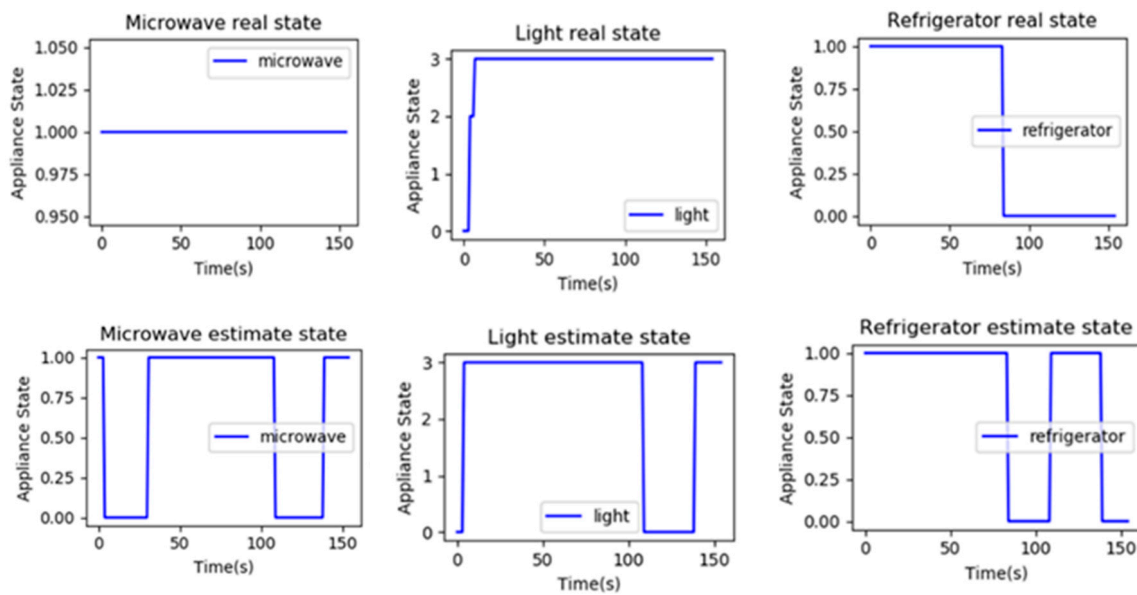 Microwave real state
1.050
1.025
1.000
0.975
0.950
Appliance State
microwave
0 50 100 150
Time(s)
Light real state
3
2
1
0
Appliance State
light
0 50 100 150
Time(s)
Refrigerator real state
1.00
0.75
0.50
0.25
0.00
Appliance State
refrigerator
0 50 100 150
Time(s)
Microwave estimate state
1.00
0.75
0.50
0.25
0.00
Appliance State
microwave
0 50 100 150
Time(s)
Light estimate state
3
2
1
0
Appliance State
light
0 50 100 150
Time(s)
Refrigerator estimate state
1.00
0.75
0.50
0.25
0.00
Appliance State
refrigerator
0 50 100 150
Time(s)